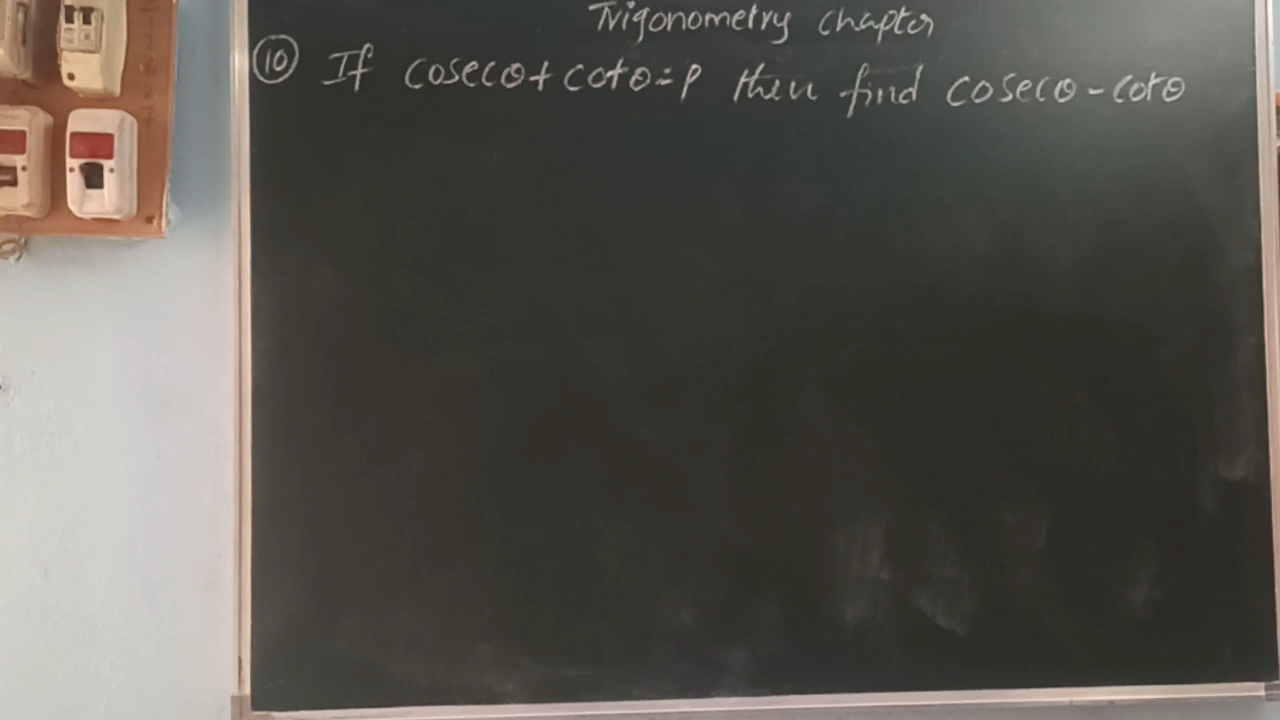 Trigonometry chapter
10 If cosecθ+cotθ=P then find cosecθ-cotθ